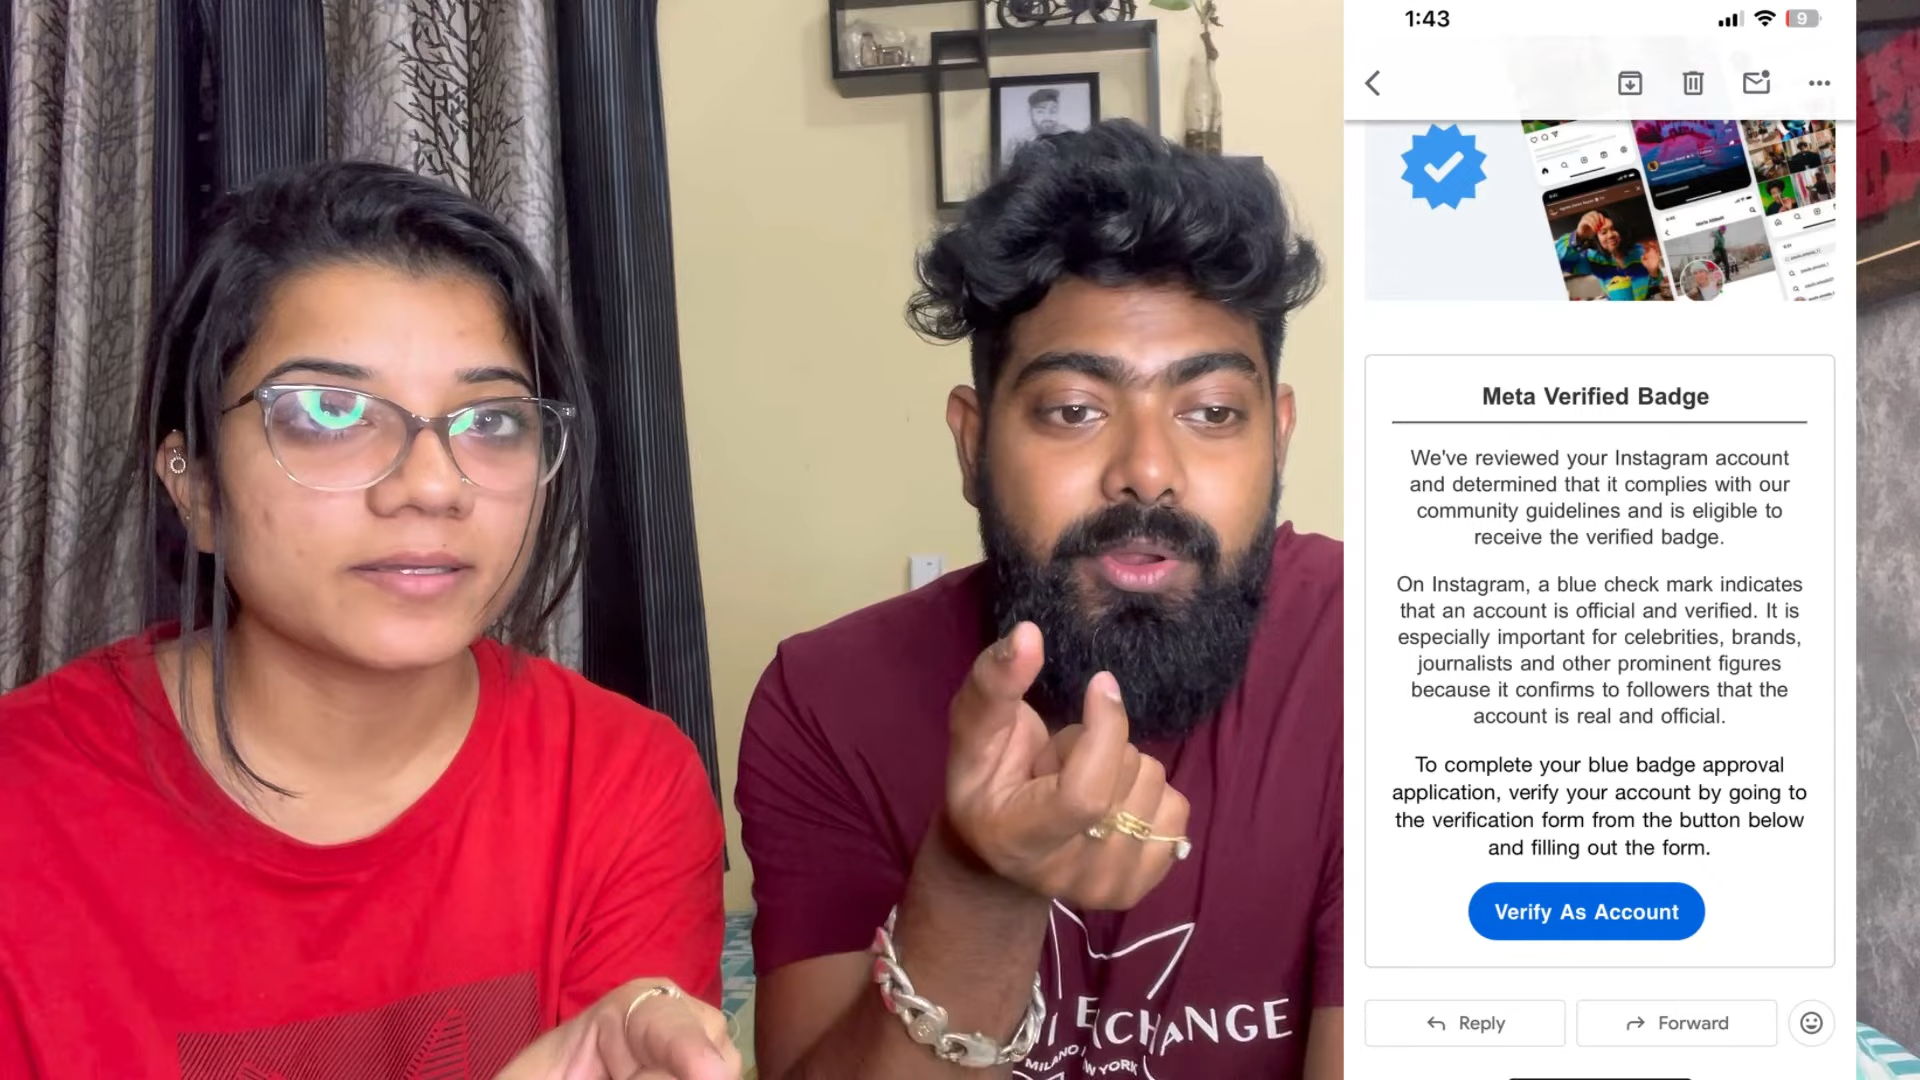 1:43
9
Meta Verified Badge
We've reviewed your Instagram account
and determined that it complies with our
community guidelines and is eligible to
receive the verified badge.
On Instagram, a blue check mark indicates
that an account is official and verified. It is
especially important for celebrities, brands,
journalists and other prominent figures
because it confirms to followers that the
account is real and official.
To complete your blue badge approval
application, verify your account by going to
the verification form from the button below
and filling out the form.
Verify As Account
Reply
Forward
EXCHANGE
MILANO
YORK